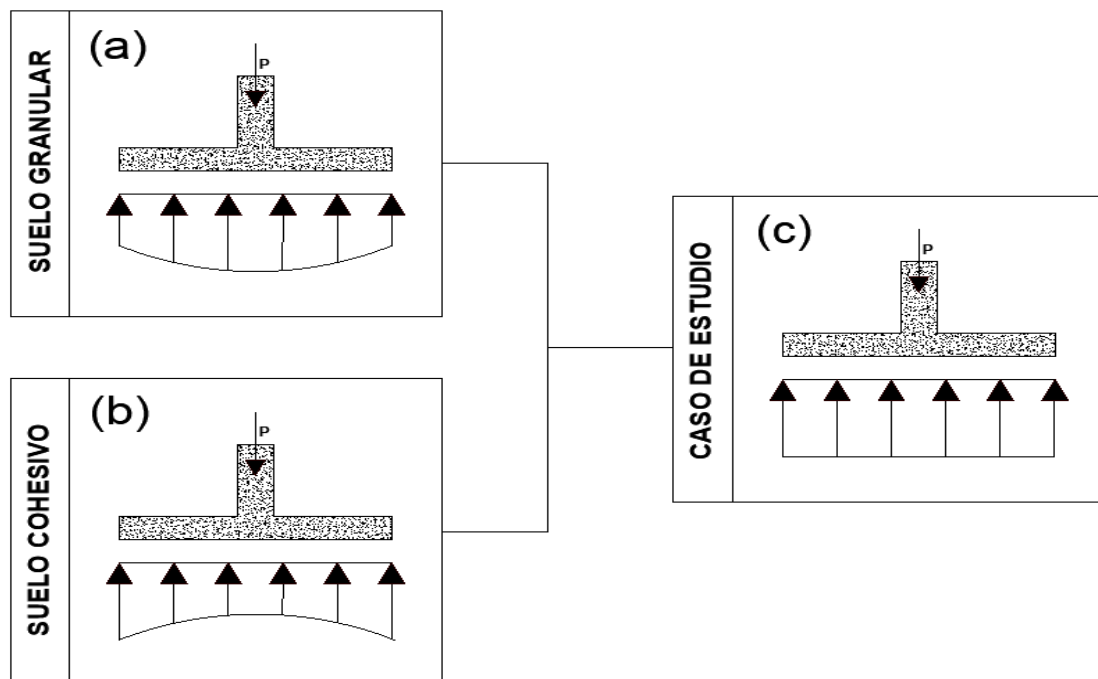 SUELO GRANULAR
(a)
P
SUELO COHESIVO
(b)
P
CASO DE ESTUDIO
(c)
P